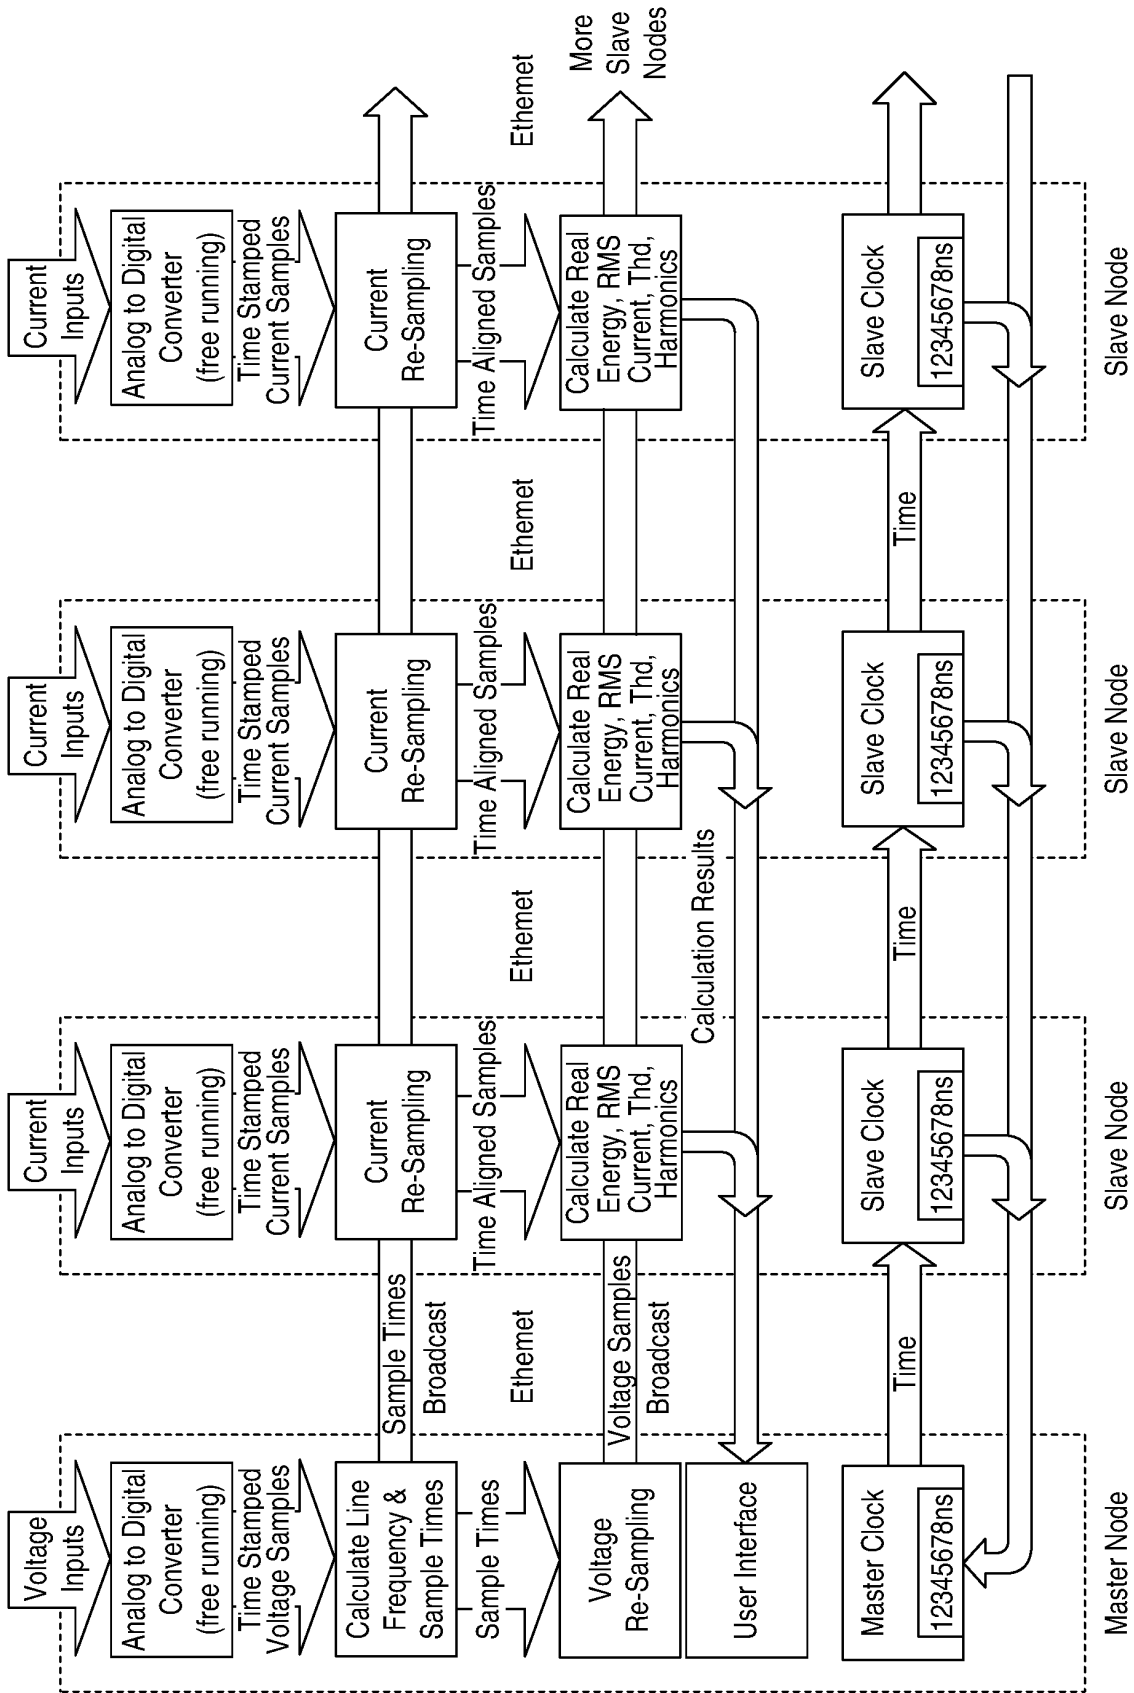 Voltage
Inputs
Analog to Digital
Converter
(free running)
Time Stamped
Voltage Samples
Calculate Line
Frequency &
Sample Times
Sample Times
Voltage
Re-Sampling
User Interface
Master Clock
12345678ns
Master Node
Sample Times
Broadcast
Ethemet
Voltage Samples
Broadcast
Time
Current
Inputs
Analog to Digital
Converter
(free running)
Time Stamped
Current Samples
Current
Re-Sampling
Time Aligned Samples
Calculate Real
Energy, RMS
Current, Thd,
Harmonics
Slave Clock
12345678ns
Slave Node
Ethemet
Calculation Results
Time
Current
Inputs
Analog to Digital
Converter
(free running)
Time Stamped
Current Samples
Current
Re-Sampling
Time Aligned Samples
Calculate Real
Energy, RMS
Current, Thd,
Harmonics
Slave Clock
12345678ns
Slave Node
Ethemet
Time
Current
Inputs
Analog to Digital
Converter
(free running)
Time Stamped
Current Samples
Current
Re-Sampling
Time Aligned Samples
Calculate Real
Energy, RMS
Current, Thd,
Harmonics
Slave Clock
12345678ns
Slave Node
Ethemet
More
Slave
Nodes